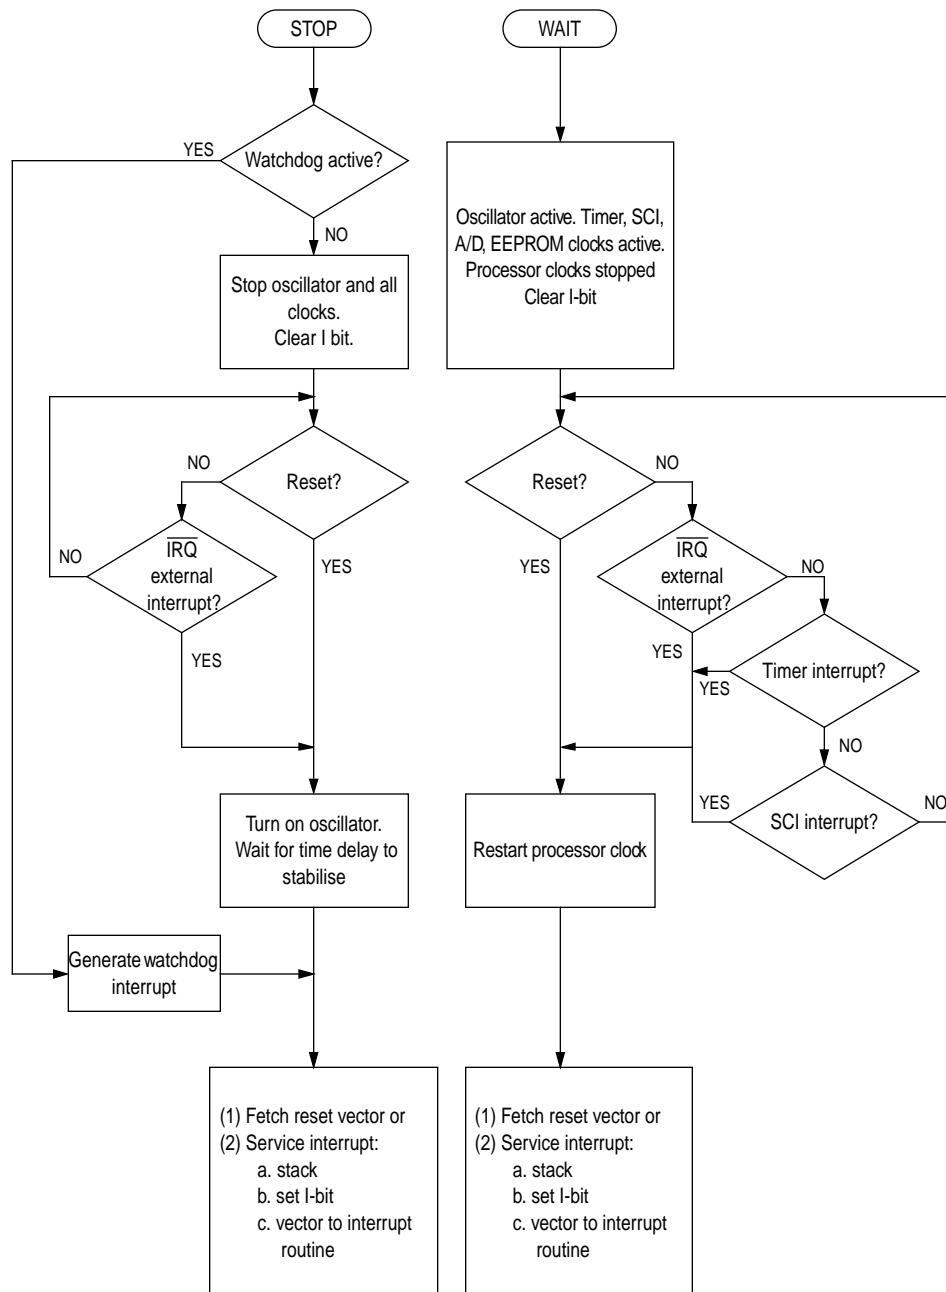 STOP
WAIT
YES
Watchdog active?
NO
Stop oscillator and all
clocks.
Clear I bit.
Oscillator active. Timer, SCI,
A/D, EEPROM clocks active.
Processor clocks stopped
Clear I-bit
NO
Reset?
Reset?
NO
NO
IRQ
external
interrupt?
YES
YES
IRQ
external
interrupt?
NO
YES
YES
YES
Timer interrupt?
NO
YES
SCI interrupt?
NO
Turn on oscillator.
Wait for time delay to
stabilise
Restart processor clock
Generate watchdog
interrupt
(1) Fetch reset vector or
(2) Service interrupt:
a. stack
b. set I-bit
c. vector to interrupt
routine
(1) Fetch reset vector or
(2) Service interrupt:
a. stack
b. set I-bit
c. vector to interrupt
routine